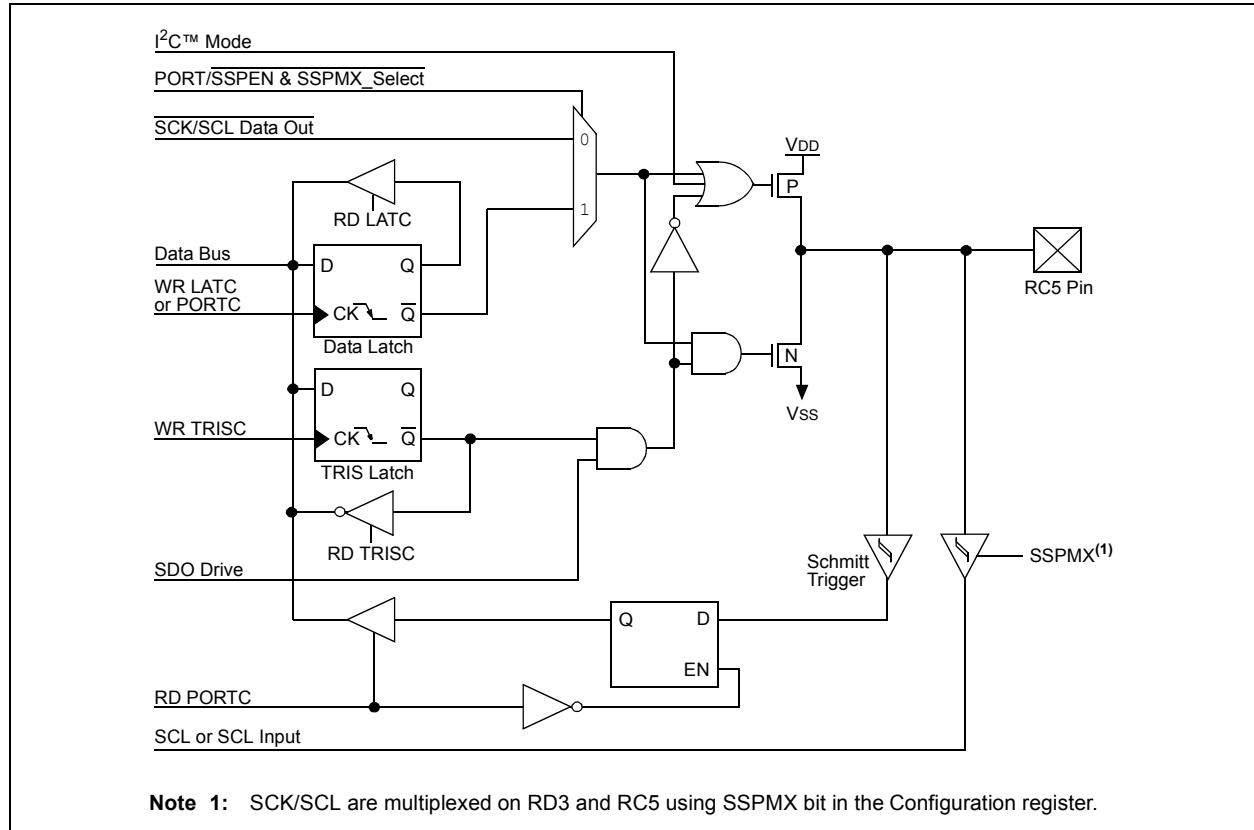 I²C™ Mode
PORT/SSPEN & SSPMX_Select
SCK/SCL Data Out
0
VDD
P
RD LATC
1
Data Bus
D
Q
RC5 Pin
WR LATC
or PORTC
CK
Q
N
Data Latch
D
Q
VSS
WR TRISC
CK
Q
TRIS Latch
RD TRISC
Schmitt
Trigger
SSPMX(1)
SDO Drive
Q
D
EN
RD PORTC
SCL or SCL Input
Note 1: SCK/SCL are multiplexed on RD3 and RC5 using SSPMX bit in the Configuration register.